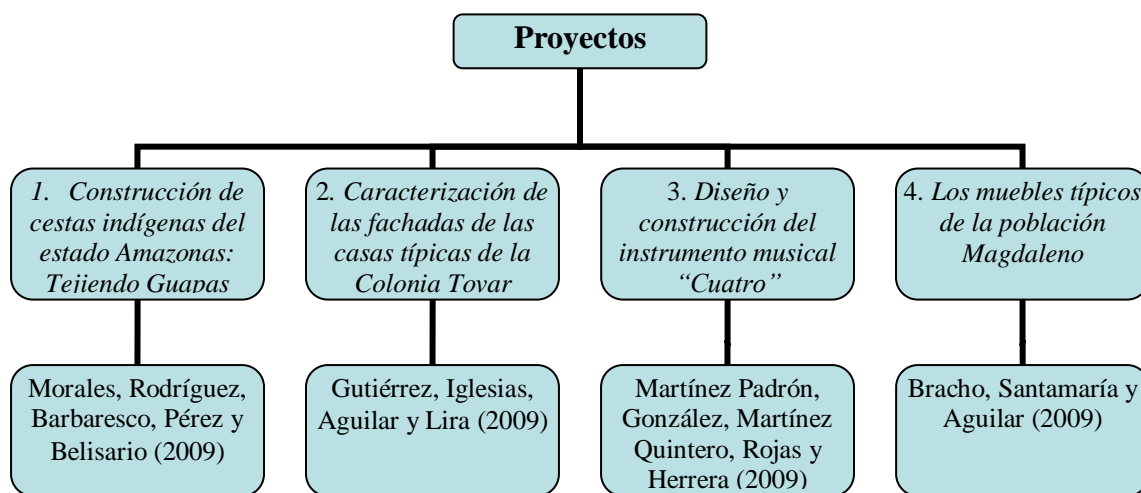 Proyectos
1. Construcción de
cestas indígenas del
estado Amazonas:
Tejiendo Guapas
2. Caracterización de
las fachadas de las
casas típicas de la
Colonia Tovar
3. Diseño y
construcción del
instrumento musical
“Cuatro”
4. Los muebles típicos
de la población
Magdaleno
Morales, Rodríguez,
Barbaresco, Pérez y
Belisario (2009)
Gutiérrez, Iglesias,
Aguilar y Lira (2009)
Martínez Padrón,
González, Martínez
Quintero, Rojas y
Herrera (2009)
Bracho, Santamaría y
Aguilar (2009)